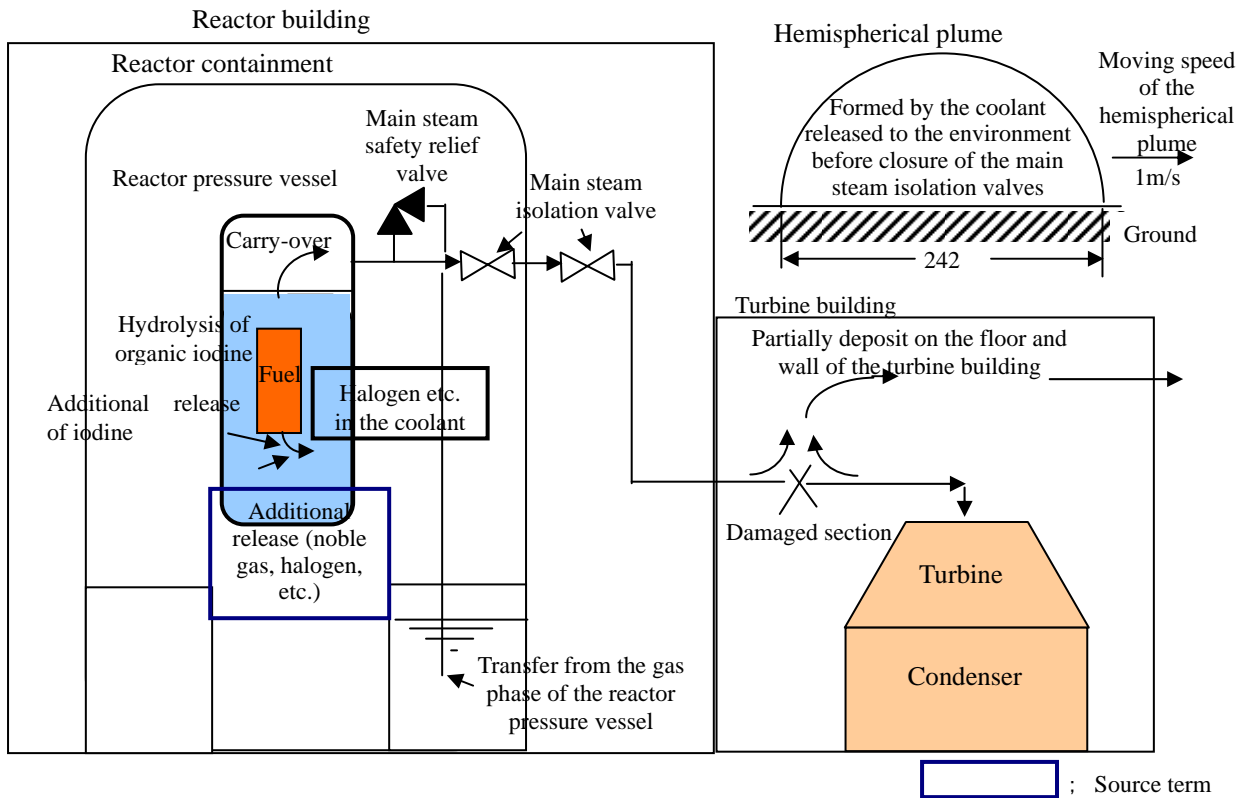 Reactor building
Reactor containment
Main steam
safety relief
valve
Reactor pressure vessel
Main steam
isolation valve
Carry-over
Hydrolysis of
organic iodine
Fuel
Halogen etc.
in the coolant
Additional release
of iodine
Additional
release (noble
gas, halogen,
etc.)
Transfer from the gas
phase of the reactor
pressure vessel
Hemispherical plume
Formed by the coolant
released to the environment
before closure of the main
steam isolation valves
Moving speed
of the
hemispherical
plume
1m/s
Ground
242
Turbine building
Partially deposit on the floor and
wall of the turbine building
Damaged section
Turbine
Condenser
; Source term